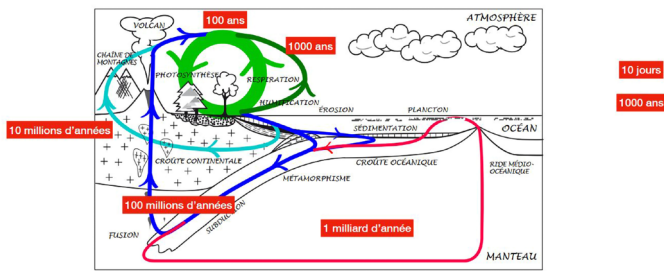 100 ans
ATMOSPHÈRE
VOLCAN
1000 ans
CHAÎNE DE
MONTAGNES
PHOTOSYNTHÈSE
RESPIRATION
10 jours
HUMIFICATION
1000 ans
ÉROSION
PLANCTON
10 millions d'années
SÉDIMENTATION
OCÉAN
CROÛTE CONTINENTALE
CROÛTE OCÉANIQUE
RIDE MÉDIO-
OCÉANIQUE
MÉTAMORPHISME
100 millions d'années
SUBDUCTION
1 milliard d'année
FUSION
MANTEAU